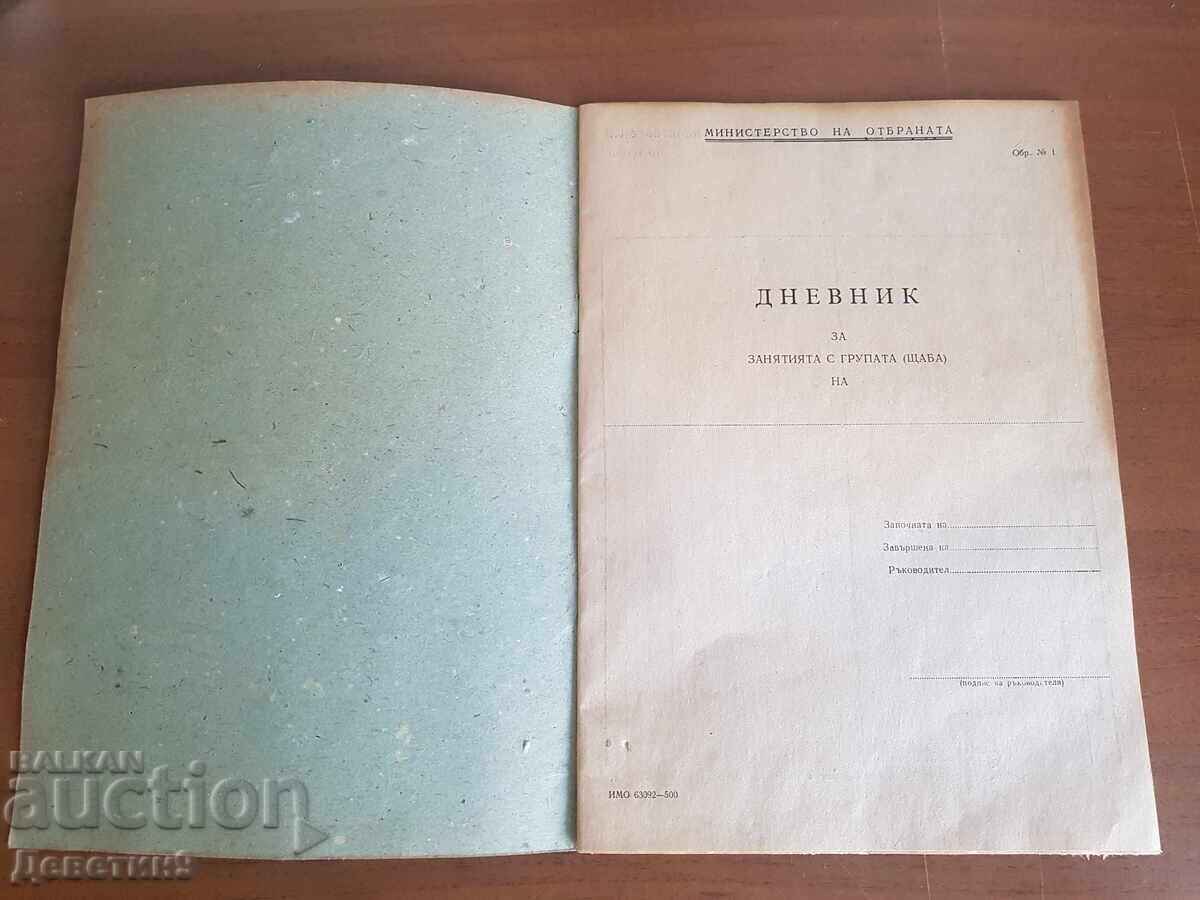 МИНИСТЕРСТВО НА ОТБРАНАТА
Обр. № 1
ДНЕВНИК
ЗА
ЗАНЯТИЯТА С ГРУПАТА (ЩАБА)
НА
Започната на
Завършена на
Ръководител
(подпис на ръководителя)
ИМО 63092—500
BALKAN
auction
Деветин9